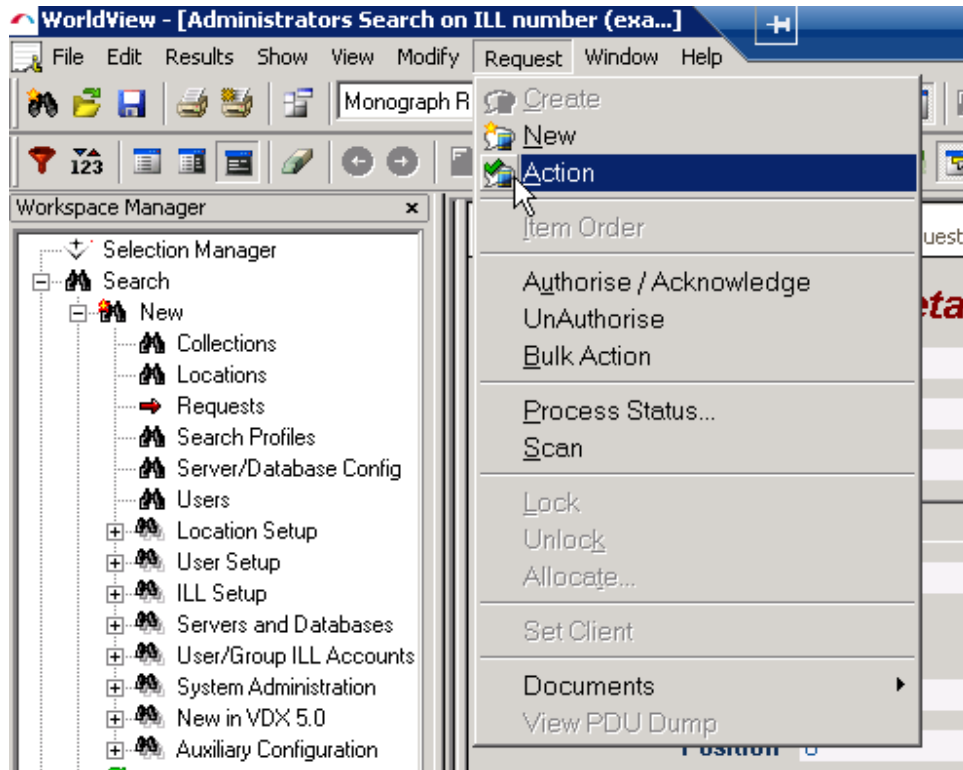 WorldView - [Administrators Search on ILL number (exa...]
File Edit Results Show View Modify Request Window Help
Monograph R
123
Workspace Manager x
Selection Manager
Search
New
Collections
Locations
Requests
Search Profiles
Server/Database Config
Users
Location Setup
User Setup
ILL Setup
Servers and Databases
User/Group ILL Accounts
System Administration
New in VDX 5.0
Auxiliary Configuration
Create
New
Action
Item Order
Authorise / Acknowledge
UnAuthorise
Bulk Action
Process Status...
Scan
Lock
Unlock
Allocate...
Set Client
Documents
View PDU Dump
uest
eta
Position